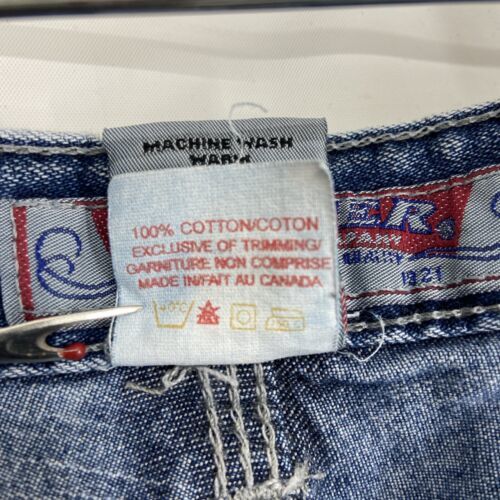 MACHINE WASH
WARM
100% COTTON/COTON
EXCLUSIVE OF TRIMMING/
GARNITURE NON COMPRISE
MADE IN/FAIT AU CANADA